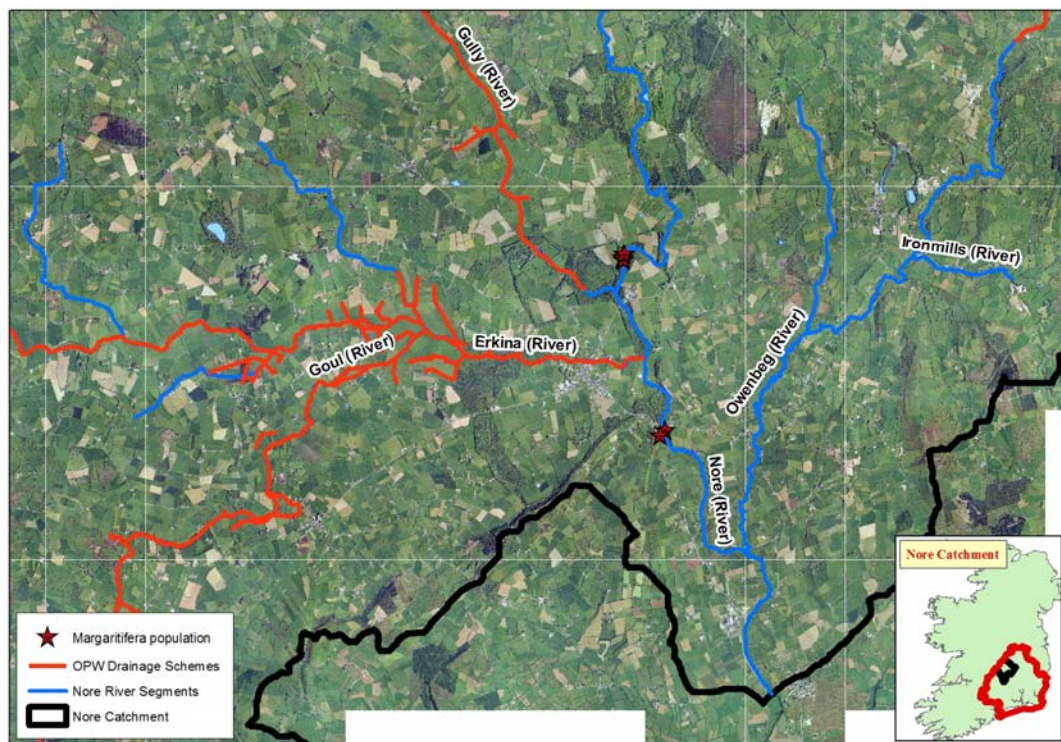 Gully (River)
Ironmills (River)
Goul (River)
Erkina (River)
Owenbeg (River)
Nore (River)
Nore Catchment
Margaritifera population
OPW Drainage Schemes
Nore River Segments
Nore Catchment